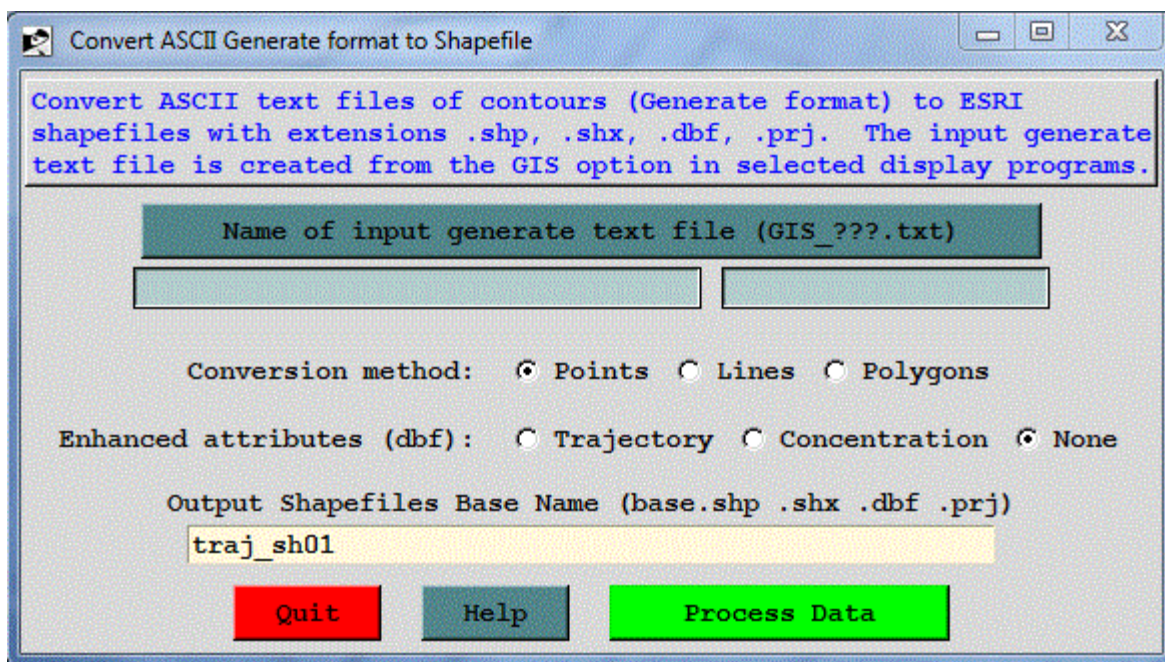 Convert ASCII Generate format to Shapefile
Convert ASCII text files of contours (Generate format) to ESRI
shapefiles with extensions .shp, .shx, .dbf, .prj. The input generate
text file is created from the GIS option in selected display programs.
Name of input generate text file (GIS_???.txt)
Conversion method: Points Lines Polygons
Enhanced attributes (dbf): Trajectory Concentration None
Output Shapefiles Base Name (base.shp .shx .dbf .prj)
traj_sh01
Quit Help Process Data